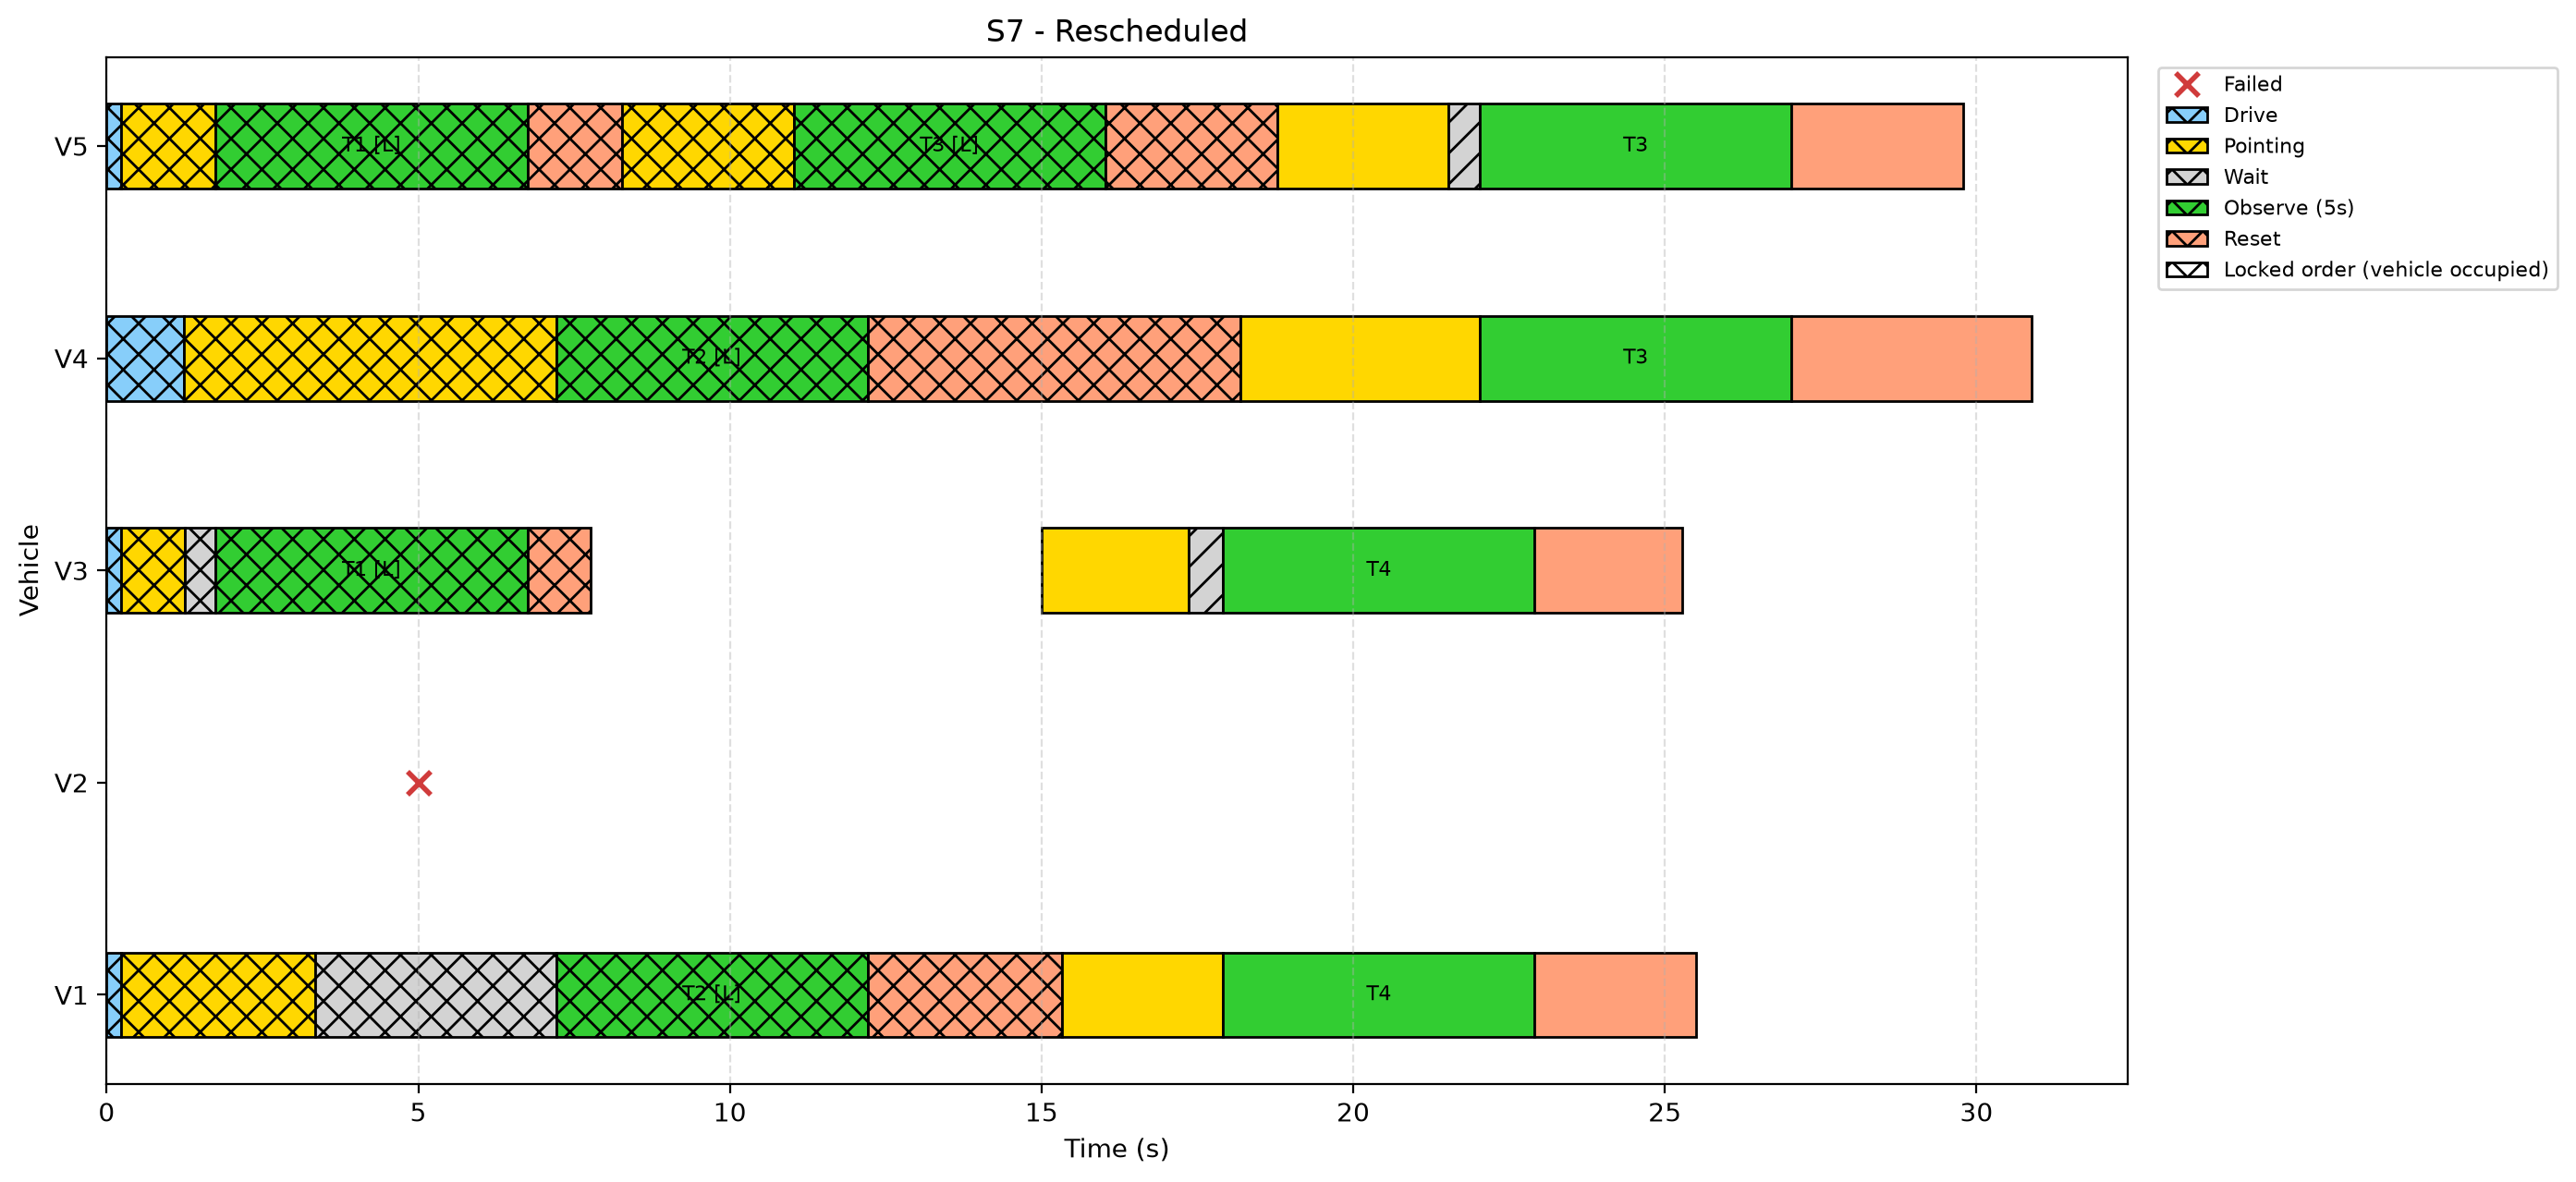 S7 - Rescheduled
Failed
Drive
Pointing
Wait
Observe (5s)
Reset
Locked order (vehicle occupied)
Vehicle
V5
T1 [L]
T3 [L]
T3
V4
T2 [L]
T3
V3
T1 [L]
T4
V2
V1
T2 [L]
T4
0 5 10 15 20 25 30
Time (s)